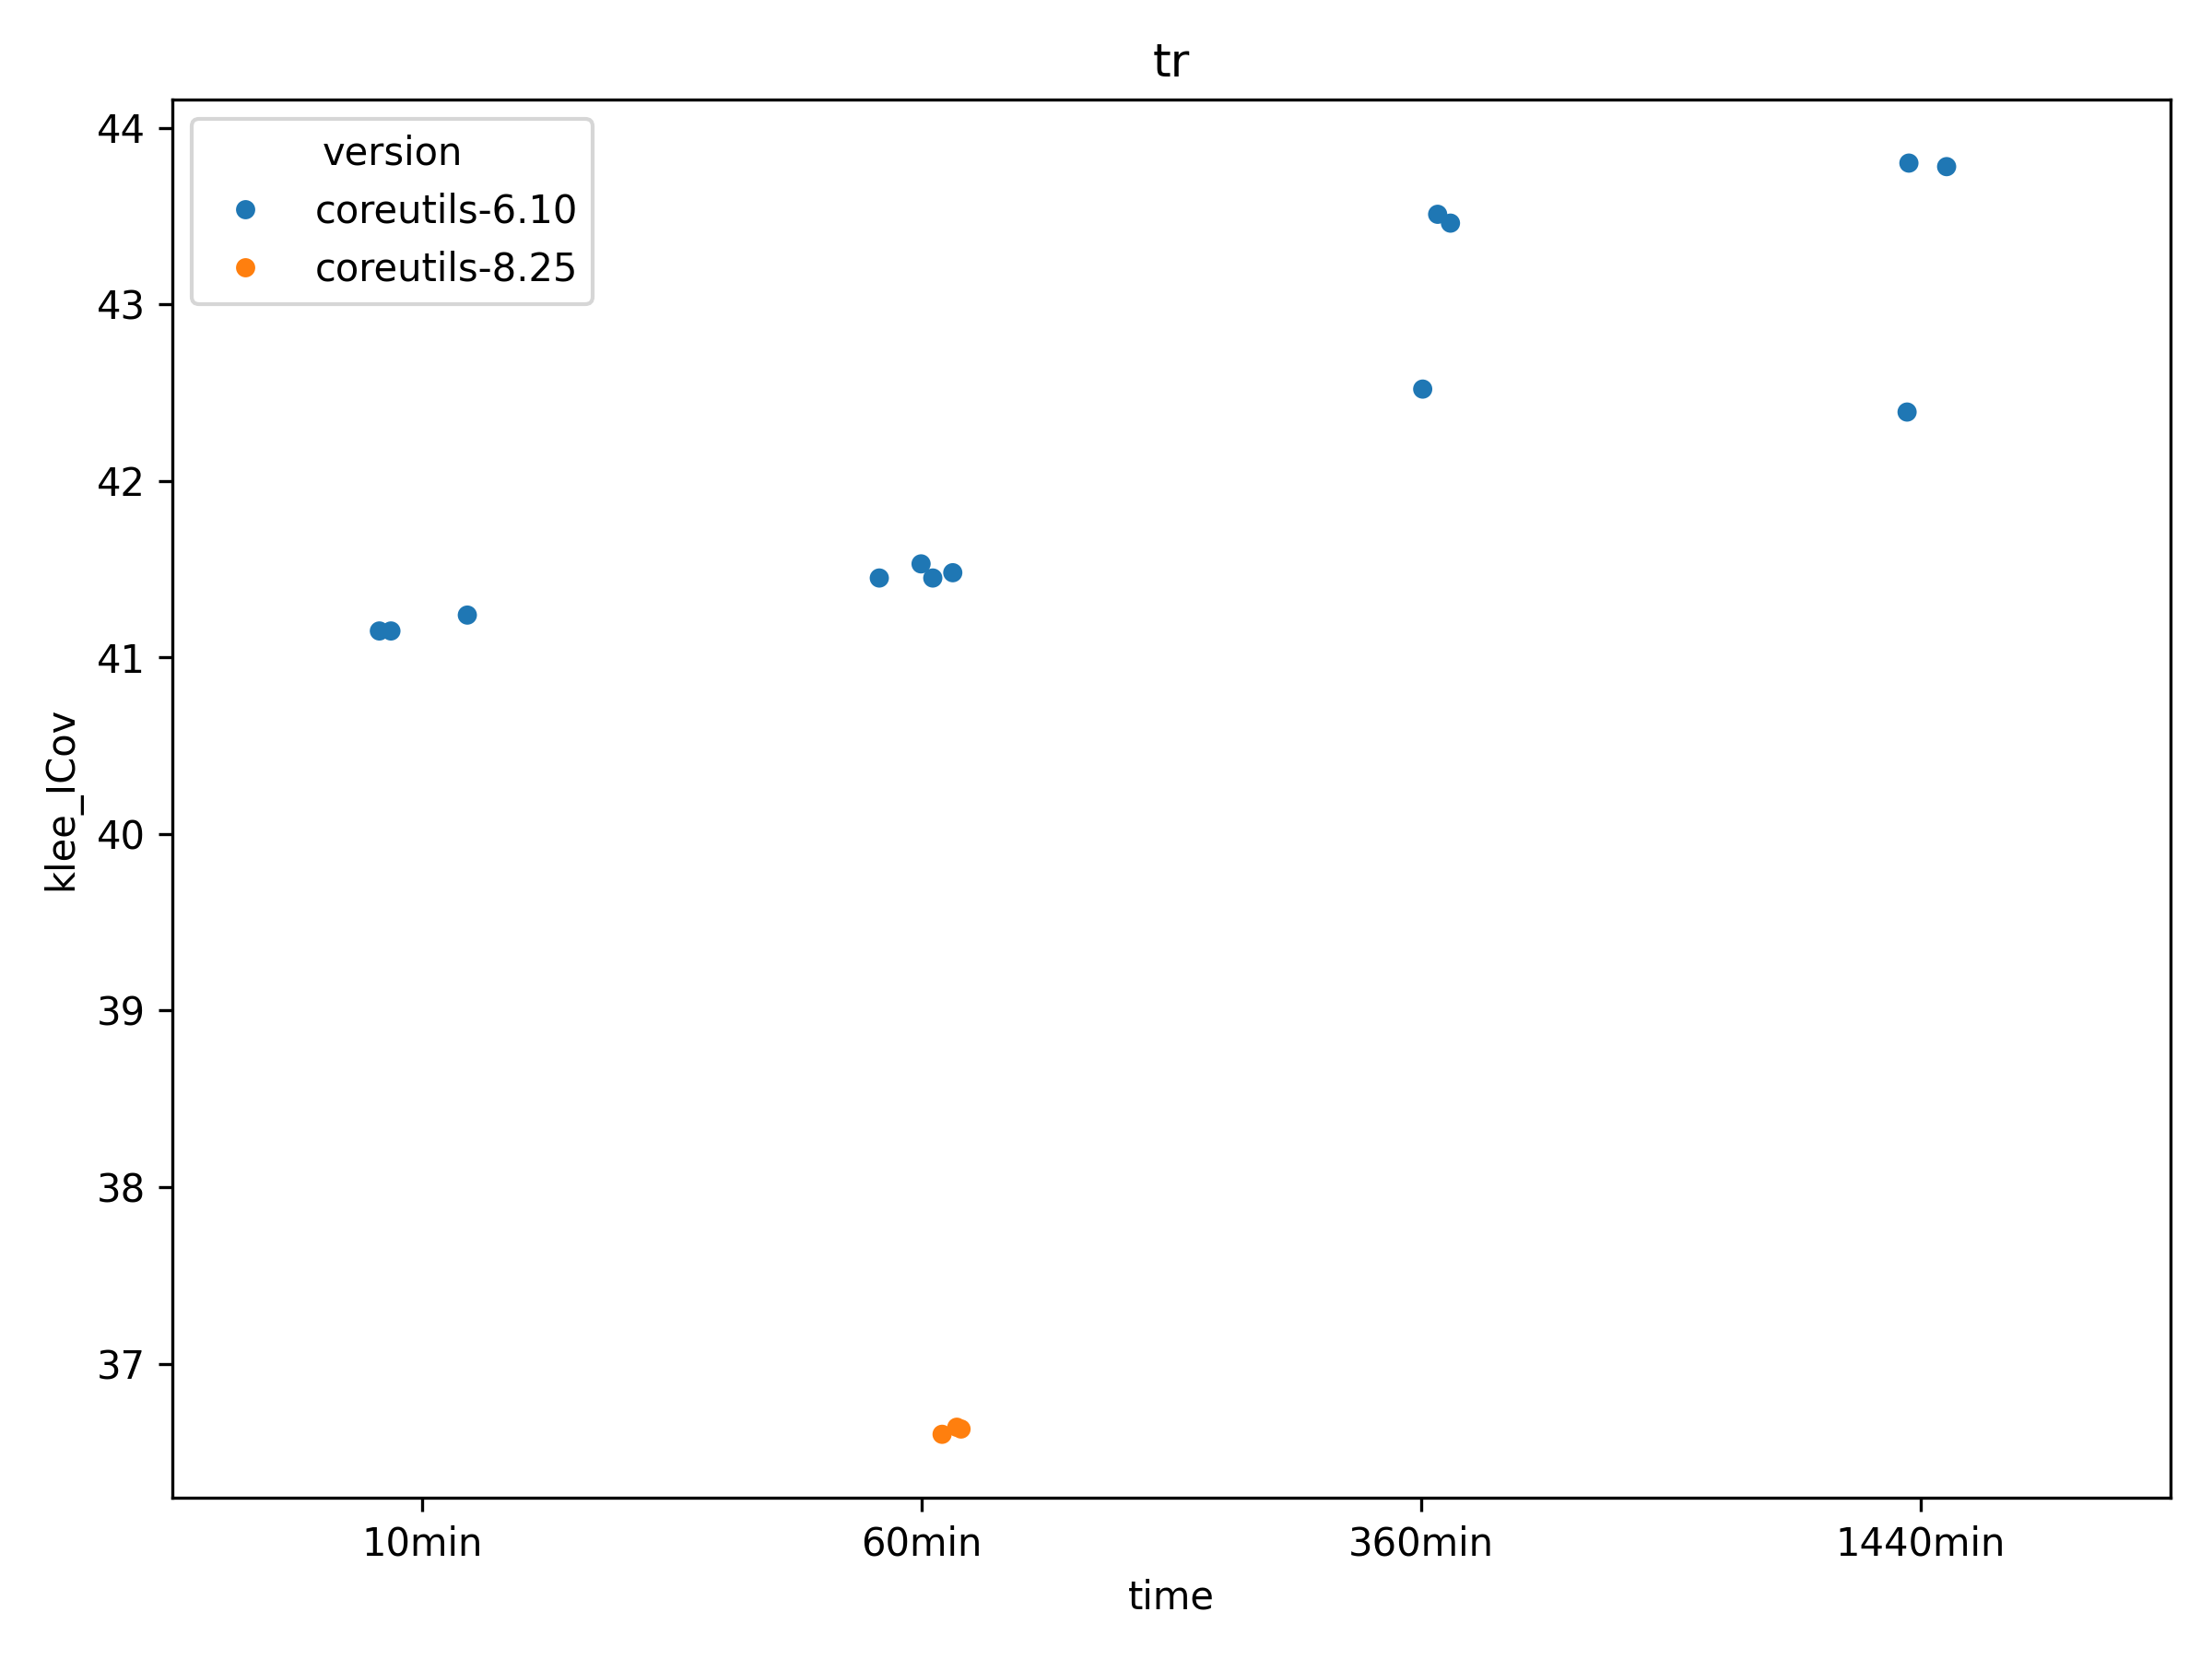 tr
version
coreutils-6.10
coreutils-8.25
klee_ICov
44
43
42
41
40
39
38
37
10min
60min
360min
1440min
time